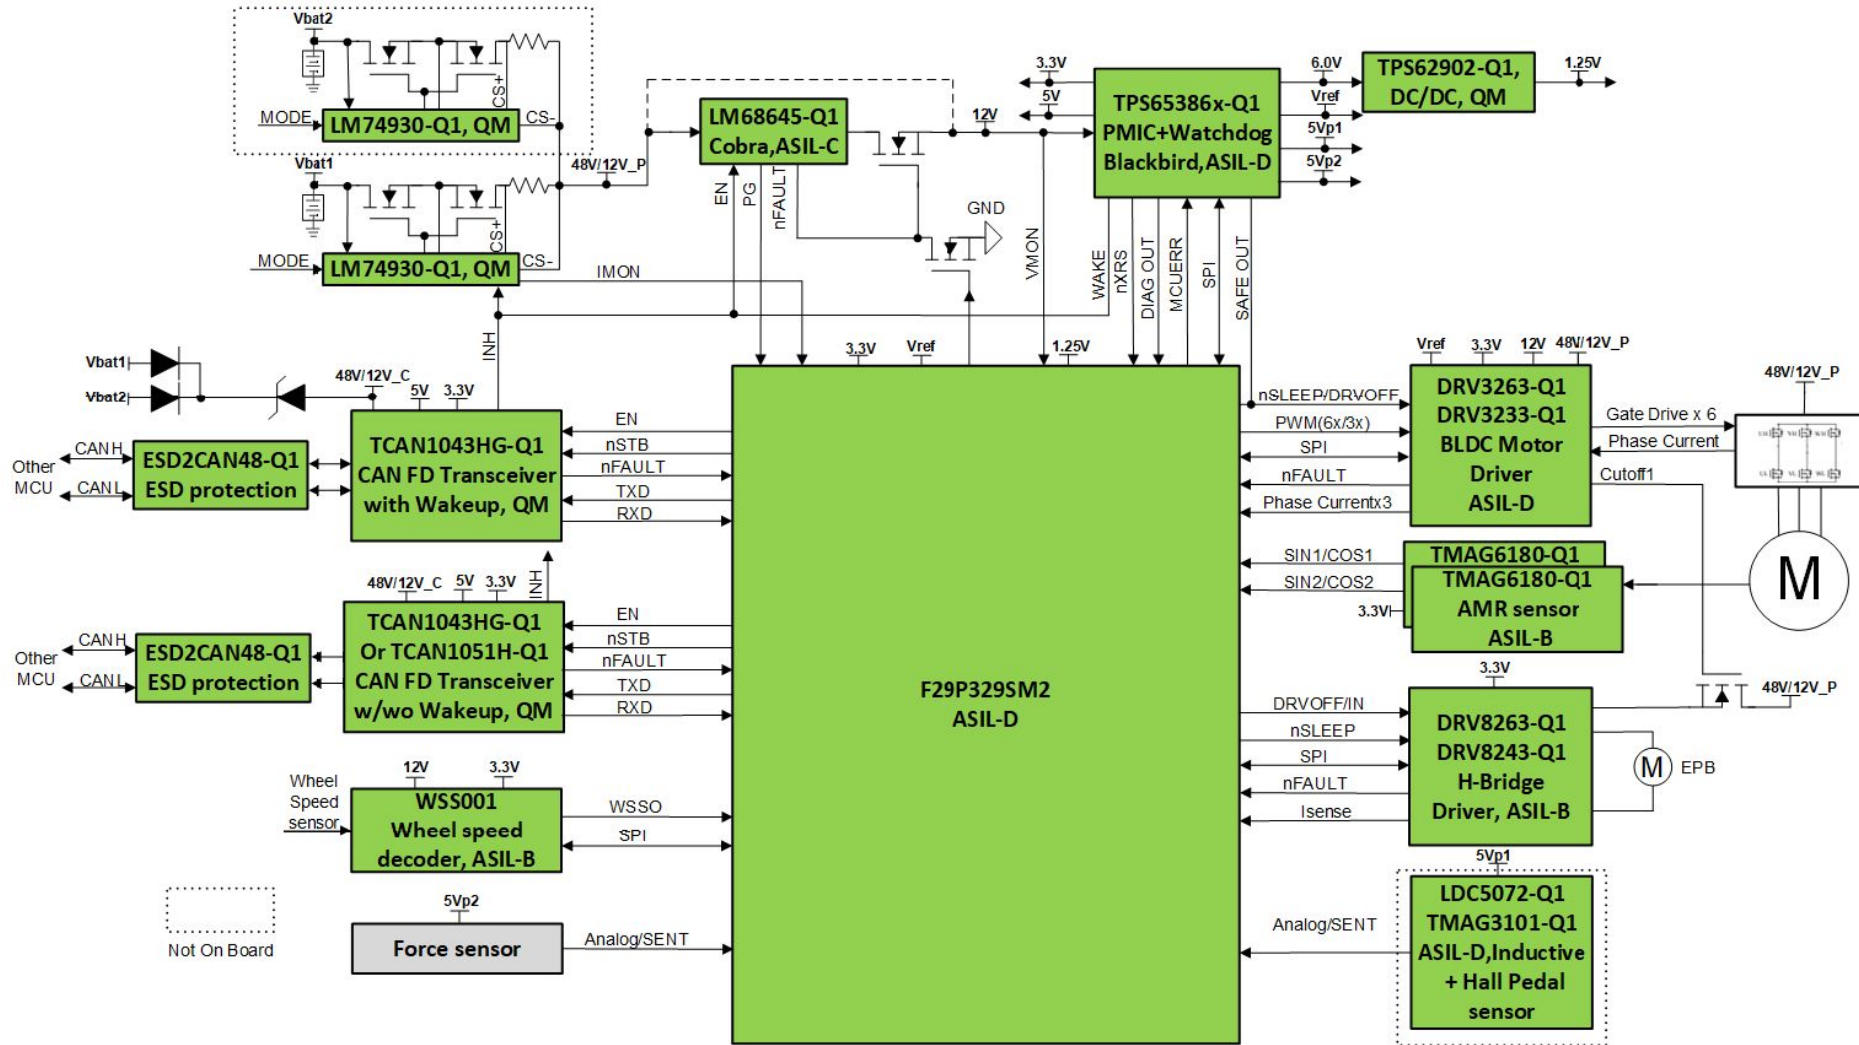 Vbat2
MODE
LM74930-Q1, QM
CS+
CS-
Vbat1
MODE
LM74930-Q1, QM
CS+
CS-
48V/12V_P
IMON
INH
LM68645-Q1
Cobra,ASIL-C
EN
PG
nFAULT
12V
GND
VMON
3.3V
5V
TPS65386x-Q1
PMIC+Watchdog
Blackbird,ASIL-D
6.0V
Vref
5Vp1
5Vp2
TPS62902-Q1,
DC/DC, QM
1.25V
WAKE
nXRS
DIAG OUT
MCUERR
SPI
SAFE OUT
Vbat1
Vbat2
48V/12V_C
5V
3.3V
Other
MCU
CANH
CANL
ESD2CAN48-Q1
ESD protection
TCAN1043HG-Q1
CAN FD Transceiver
with Wakeup, QM
EN
nSTB
nFAULT
TXD
RXD
48V/12V_C
5V
3.3V
INH
Other
MCU
CANH
CANL
ESD2CAN48-Q1
ESD protection
TCAN1043HG-Q1
Or TCAN1051H-Q1
CAN FD Transceiver
w/wo Wakeup, QM
EN
nSTB
nFAULT
TXD
RXD
Wheel
Speed
sensor
12V
3.3V
WSS001
Wheel speed
decoder, ASIL-B
WSSO
SPI
Not On Board
5Vp2
Force sensor
Analog/SENT
3.3V
Vref
1.25V
F29P329SM2
ASIL-D
nSLEEP/DRVOFF
PWM(6x/3x)
SPI
nFAULT
Phase Currentx3
Vref
3.3V
12V
48V/12V_P
DRV3263-Q1
DRV3233-Q1
BLDC Motor
Driver
ASIL-D
Gate Drive x 6
Phase Current
Cutoff1
48V/12V_P
M
SIN1/COS1
SIN2/COS2
3.3V
TMAG6180-Q1
TMAG6180-Q1
AMR sensor
ASIL-B
3.3V
48V/12V_P
DRVOFF/IN
nSLEEP
SPI
nFAULT
Isense
DRV8263-Q1
DRV8243-Q1
H-Bridge
Driver, ASIL-B
M
EPB
5Vp1
Analog/SENT
LDC5072-Q1
TMAG3101-Q1
ASIL-D,Inductive
+ Hall Pedal
sensor